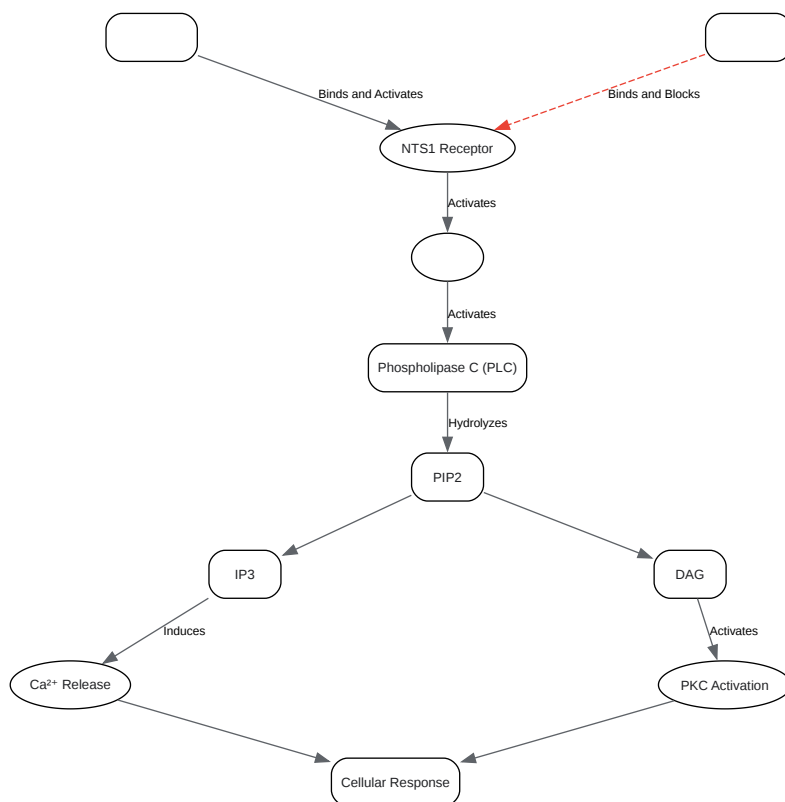 Binds and Activates
Binds and Blocks
NTS1 Receptor
Activates
Activates
Phospholipase C (PLC)
Hydrolyzes
PIP2
IP3
DAG
Induces
Activates
Ca²⁺ Release
PKC Activation
Cellular Response